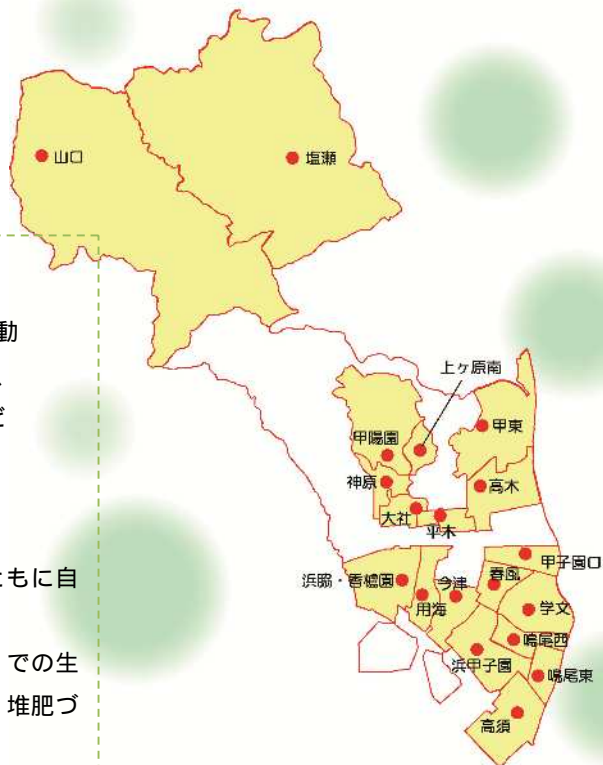 山口
塩瀬
動
、
ど
ともに自
での生
堆肥づ
上ヶ原南
甲東
甲陽園
神原
高木
大社
平木
甲子園口
浜脇・香櫨園
用海
今津
春風
学文
鳴尾西
浜甲子園
鳴尾東
高須